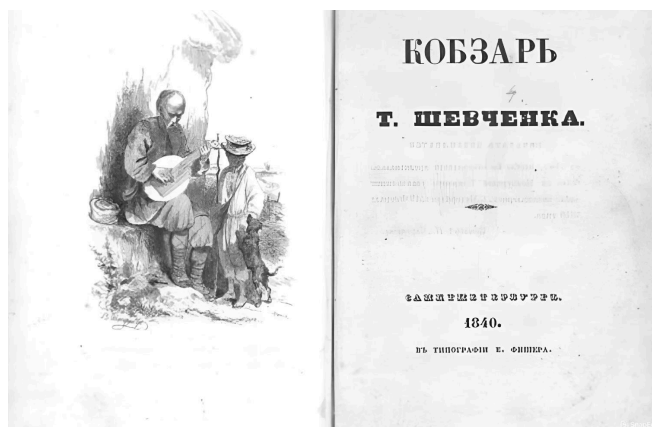 КОБЗАРЬ
Т. ШЕВЧЕНКА.
САНКТПЕТЕРБУРГЪ.
1840.
ВЪ ТИПОГРАФІИ Е. ФИШЕРА.